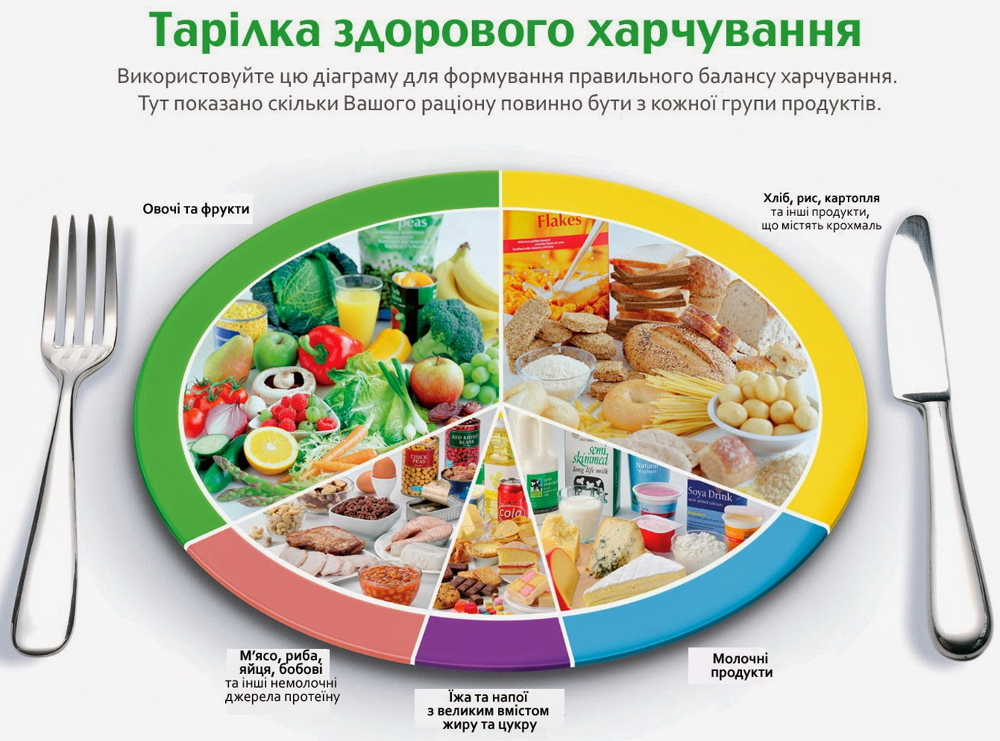 Тарілка здорового харчування
Використовуйте цю діаграму для формування правильного балансу харчування.
Тут показано скільки Вашого раціону повинно бути з кожної групи продуктів.
Овочі та фрукти
Хліб, рис, картопля
та інші продукти,
що містять крохмаль
peas
Flakes
CHICK
PEAS
RED KIDNEY
BEANS
cola
semi
skimmed
long life milk
Natural
Yoghurt
Soya Drink
with added calcium
М'ясо, риба,
яйця, бобові
та інші немолочні
джерела протеїну
Їжа та напої
з великим вмістом
жиру та цукру
Молочні
продукти